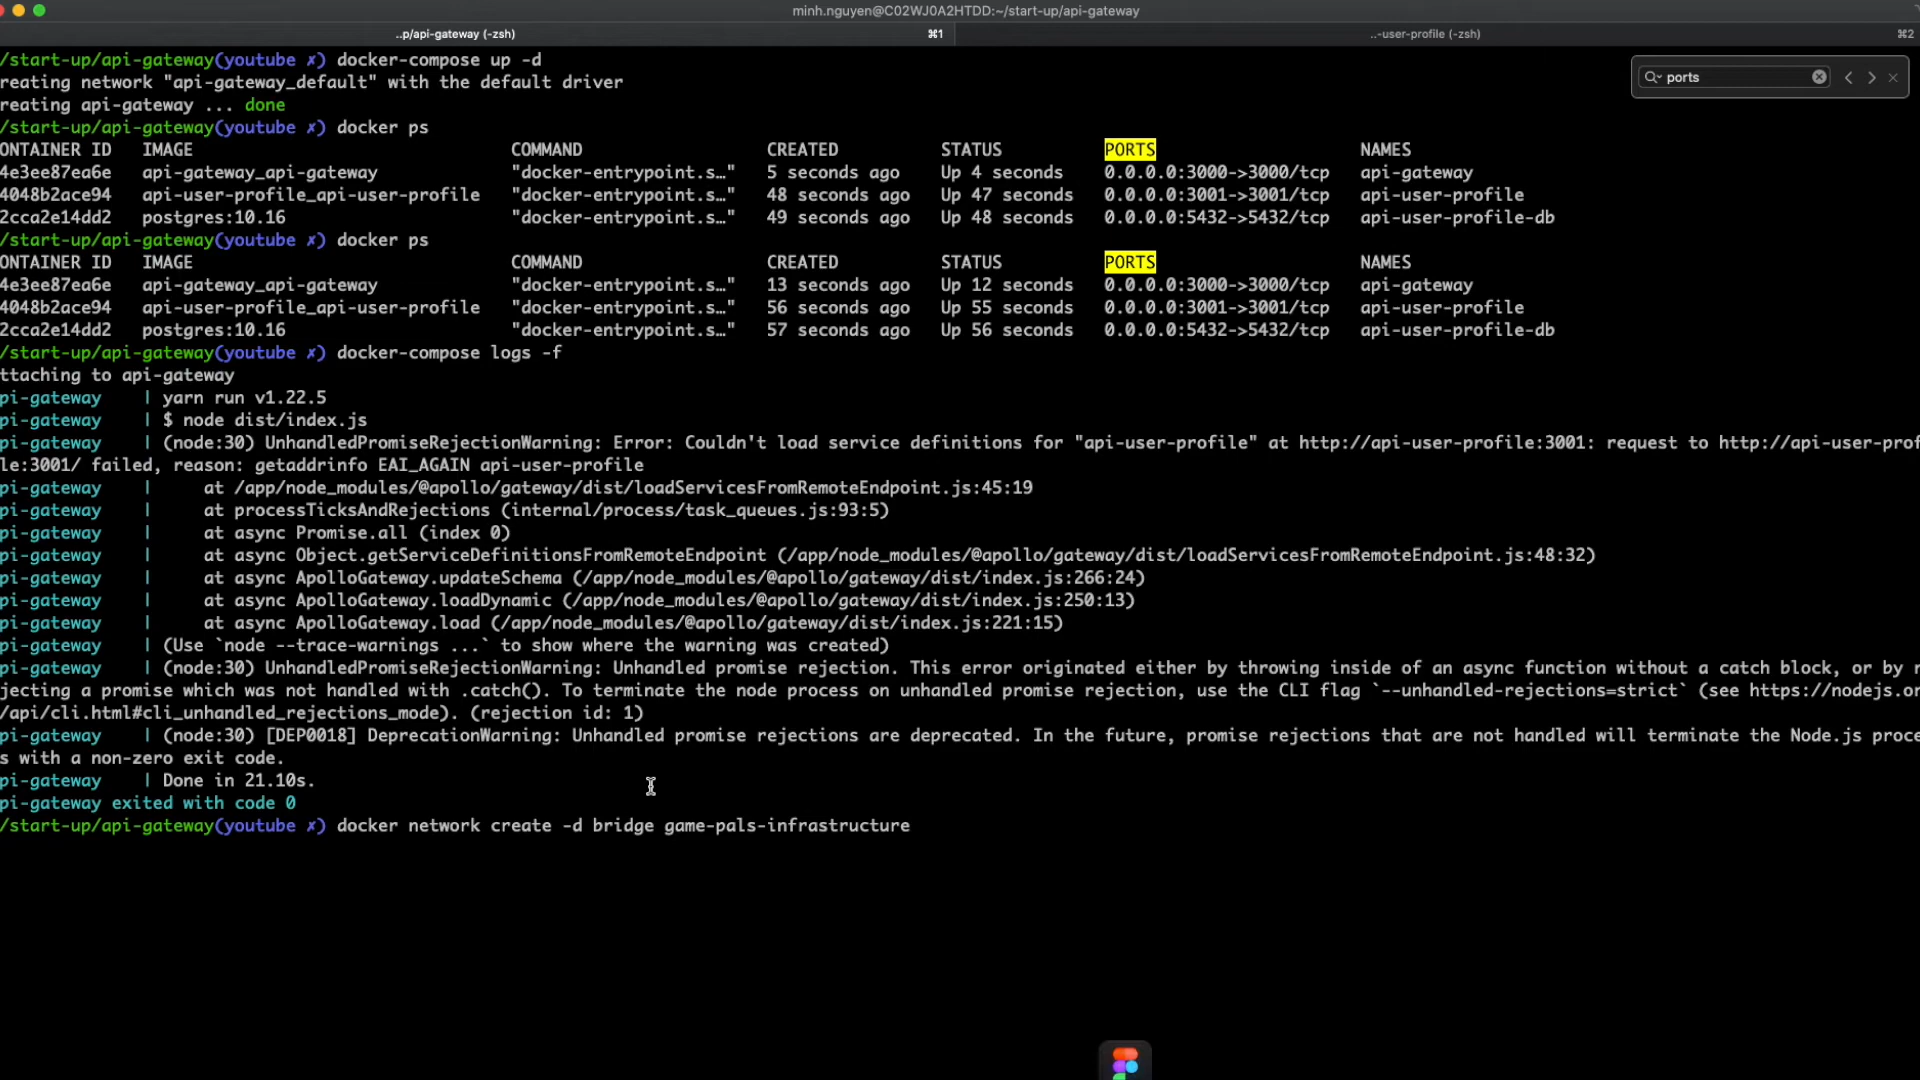 minh.nguyen@C02WJ0A2HTDD:~/start-up/api-gateway
..p/api-gateway (-zsh) ⌘1 ..-user-profile (-zsh) ⌘2
ports
/start-up/api-gateway(youtube ✗) docker-compose up -d
reating network "api-gateway_default" with the default driver
reating api-gateway ... done
/start-up/api-gateway(youtube ✗) docker ps
ONTAINER ID IMAGE COMMAND CREATED STATUS PORTS NAMES
4e3ee87ea6e api-gateway_api-gateway "docker-entrypoint.s…" 5 seconds ago Up 4 seconds 0.0.0.0:3000->3000/tcp api-gateway
4048b2ace94 api-user-profile_api-user-profile "docker-entrypoint.s…" 48 seconds ago Up 47 seconds 0.0.0.0:3001->3001/tcp api-user-profile
2cca2e14dd2 postgres:10.16 "docker-entrypoint.s…" 49 seconds ago Up 48 seconds 0.0.0.0:5432->5432/tcp api-user-profile-db
/start-up/api-gateway(youtube ✗) docker ps
ONTAINER ID IMAGE COMMAND CREATED STATUS PORTS NAMES
4e3ee87ea6e api-gateway_api-gateway "docker-entrypoint.s…" 13 seconds ago Up 12 seconds 0.0.0.0:3000->3000/tcp api-gateway
4048b2ace94 api-user-profile_api-user-profile "docker-entrypoint.s…" 56 seconds ago Up 55 seconds 0.0.0.0:3001->3001/tcp api-user-profile
2cca2e14dd2 postgres:10.16 "docker-entrypoint.s…" 57 seconds ago Up 56 seconds 0.0.0.0:5432->5432/tcp api-user-profile-db
/start-up/api-gateway(youtube ✗) docker-compose logs -f
ttaching to api-gateway
pi-gateway | yarn run v1.22.5
pi-gateway | $ node dist/index.js
pi-gateway | (node:30) UnhandledPromiseRejectionWarning: Error: Couldn't load service definitions for "api-user-profile" at http://api-user-profile:3001: request to http://api-user-prof
le:3001/ failed, reason: getaddrinfo EAI_AGAIN api-user-profile
pi-gateway | at /app/node_modules/@apollo/gateway/dist/loadServicesFromRemoteEndpoint.js:45:19
pi-gateway | at processTicksAndRejections (internal/process/task_queues.js:93:5)
pi-gateway | at async Promise.all (index 0)
pi-gateway | at async Object.getServiceDefinitionsFromRemoteEndpoint (/app/node_modules/@apollo/gateway/dist/loadServicesFromRemoteEndpoint.js:48:32)
pi-gateway | at async ApolloGateway.updateSchema (/app/node_modules/@apollo/gateway/dist/index.js:266:24)
pi-gateway | at async ApolloGateway.loadDynamic (/app/node_modules/@apollo/gateway/dist/index.js:250:13)
pi-gateway | at async ApolloGateway.load (/app/node_modules/@apollo/gateway/dist/index.js:221:15)
pi-gateway | (Use `node --trace-warnings ...` to show where the warning was created)
pi-gateway | (node:30) UnhandledPromiseRejectionWarning: Unhandled promise rejection. This error originated either by throwing inside of an async function without a catch block, or by r
jecting a promise which was not handled with .catch(). To terminate the node process on unhandled promise rejection, use the CLI flag `--unhandled-rejections=strict` (see https://nodejs.or
/api/cli.html#cli_unhandled_rejections_mode). (rejection id: 1)
pi-gateway | (node:30) [DEP0018] DeprecationWarning: Unhandled promise rejections are deprecated. In the future, promise rejections that are not handled will terminate the Node.js proce
s with a non-zero exit code.
pi-gateway | Done in 21.10s.
pi-gateway exited with code 0
/start-up/api-gateway(youtube ✗) docker network create -d bridge game-pals-infrastructure